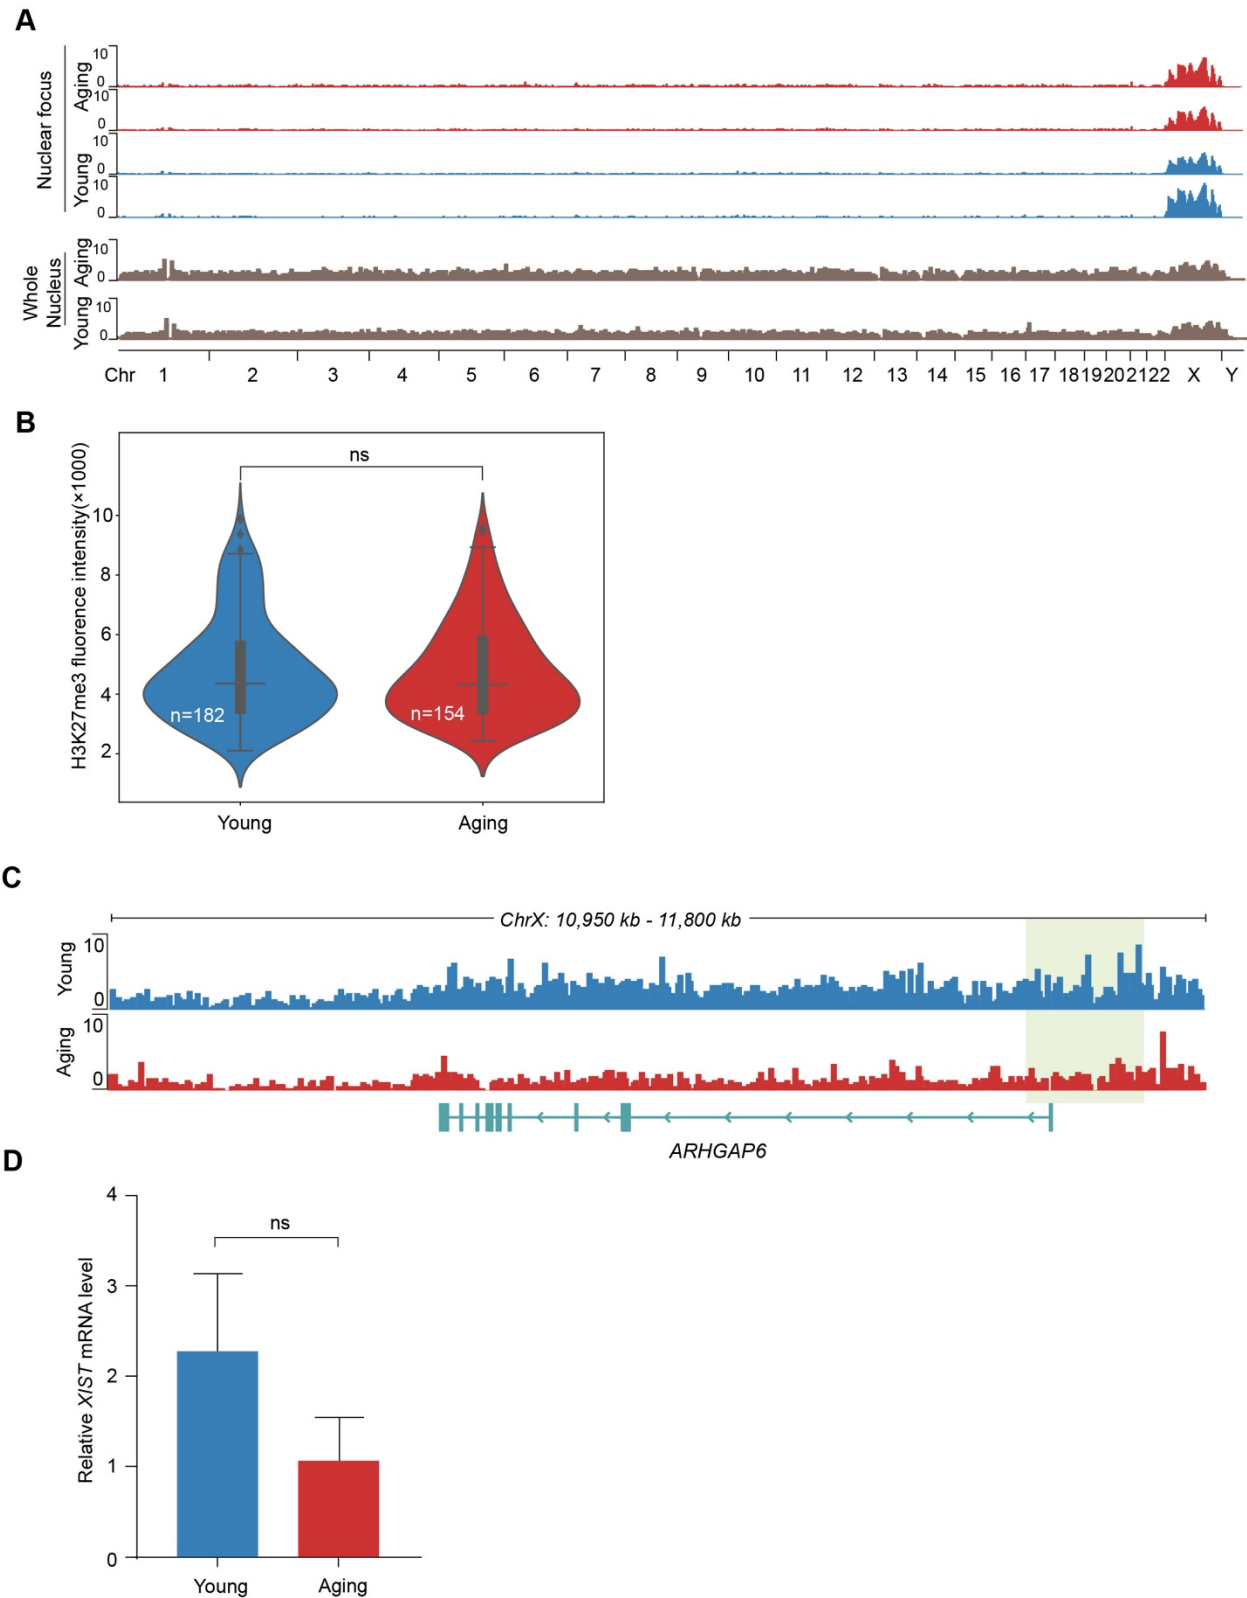 A
Nuclear focus
Aging
10
0
10
0
Young
10
0
10
0
Whole
Nucleus
Aging
10
0
Young
10
0
Chr 1 2 3 4 5 6 7 8 9 10 11 12 13 14 15 16 17 18 19 20 21 22 X Y
B
H3K27me3 fluorence intensity(×1000)
ns
10
8
6
4
2
n=182
n=154
Young Aging
C
ChrX: 10,950 kb - 11,800 kb
Young
10
0
Aging
10
0
ARHGAP6
D
Relative XIST mRNA level
4
3
2
1
0
ns
Young Aging